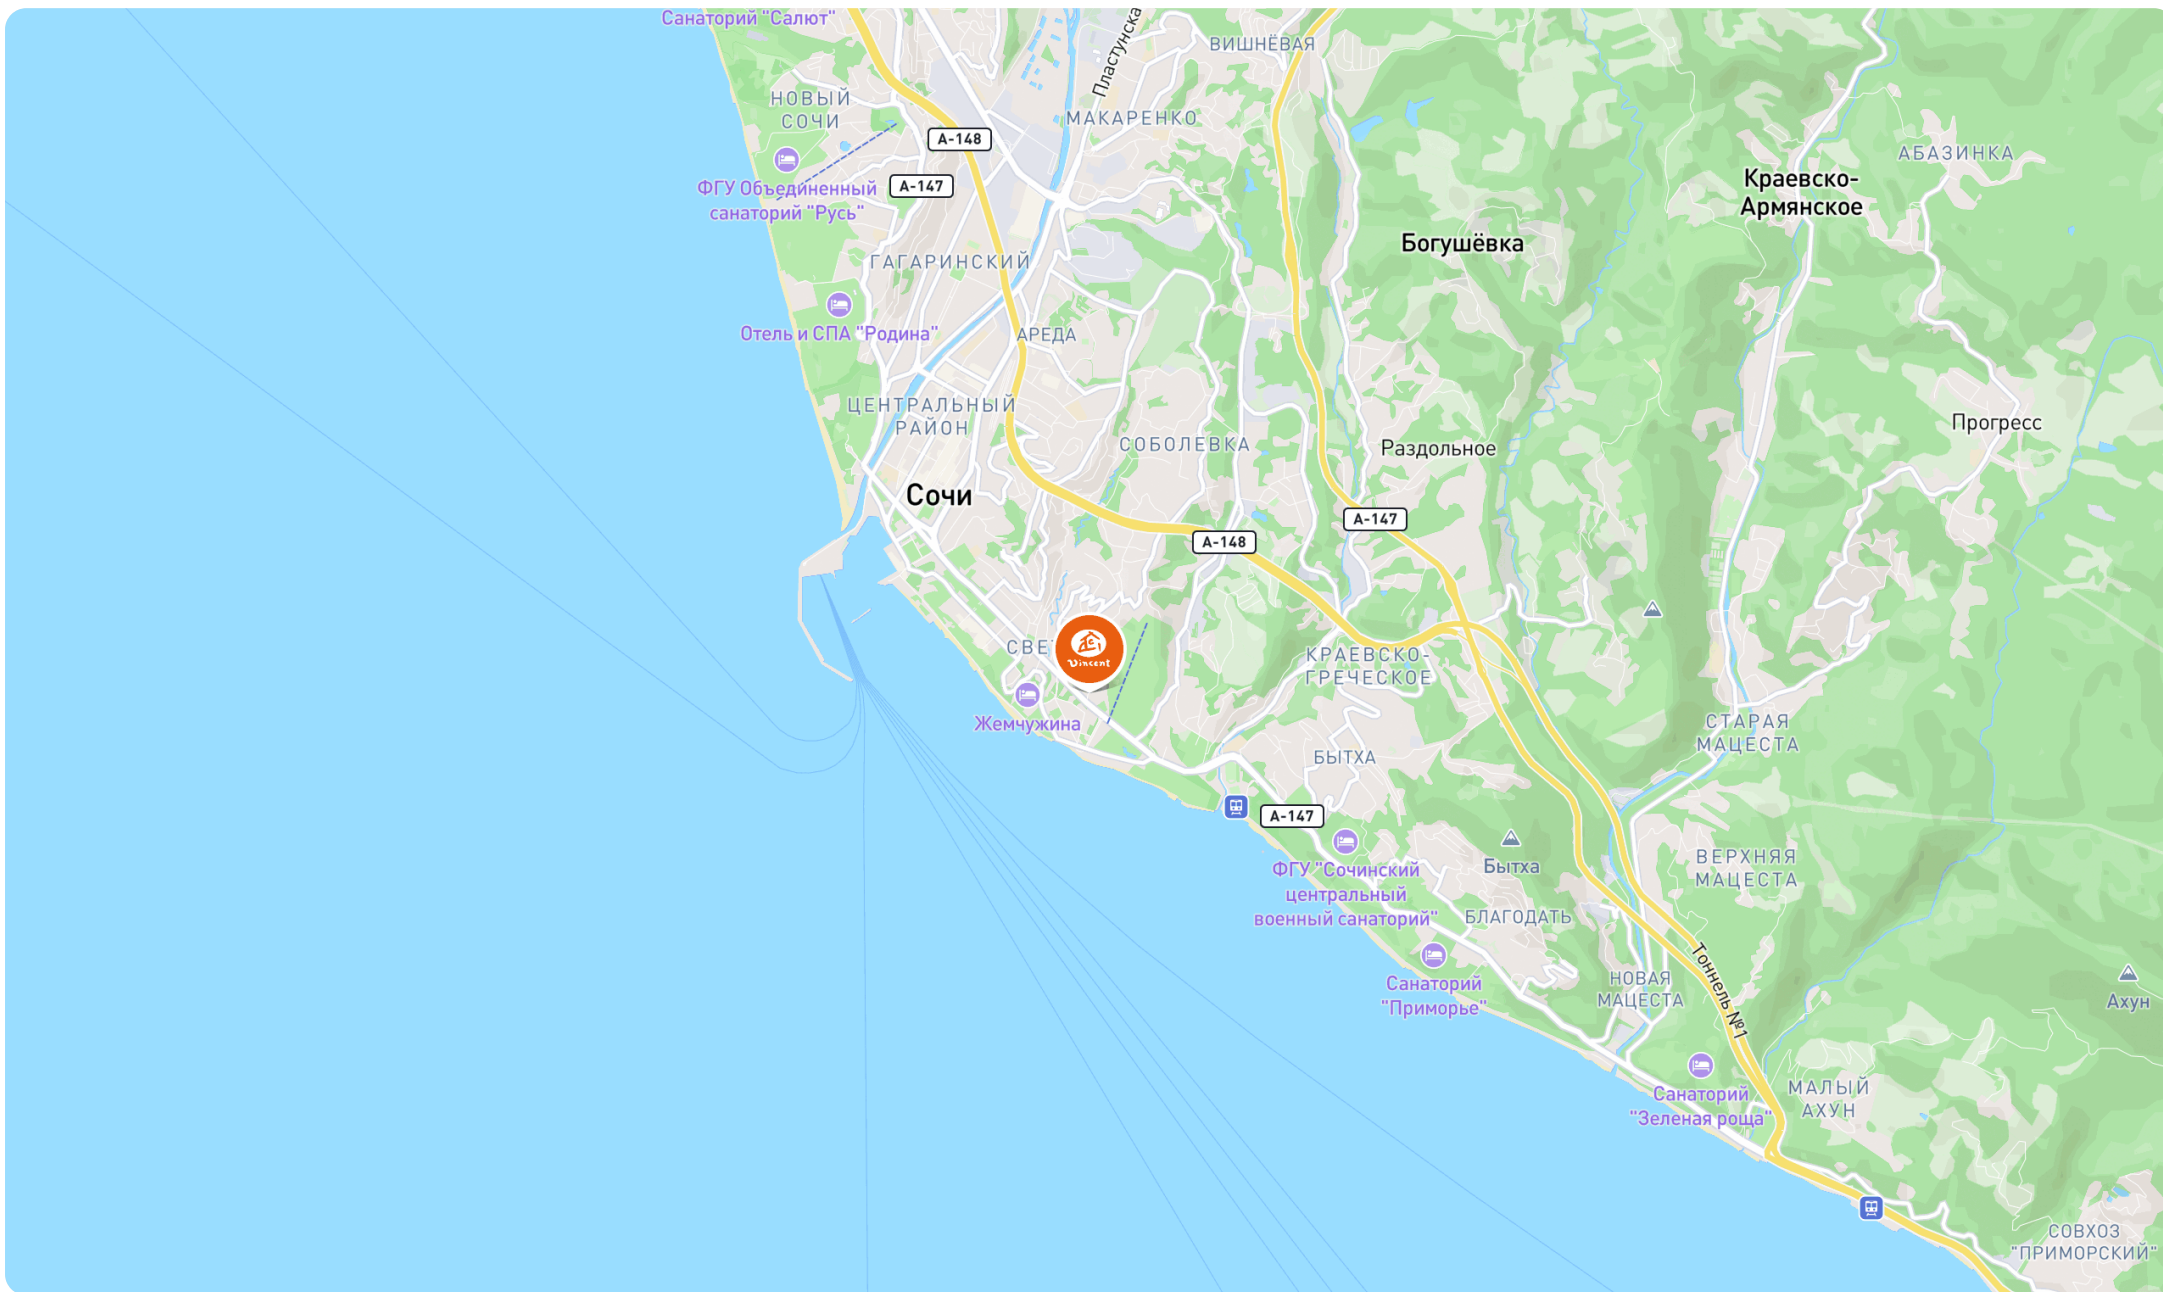 Санаторий "Салют"
Пластунска
ВИШНЁВАЯ
НОВЫЙ
СОЧИ
МАКАРЕНКО
А-148
АБАЗИНКА
ФГУ Объединенный
санаторий "Русь"
А-147
Краевско-
Армянское
Богушёвка
ГАГАРИНСКИЙ
Отель и СПА "Родина"
АРЕДА
ЦЕНТРАЛЬНЫЙ
РАЙОН
СОБОЛЕВКА
Раздольное
Прогресс
Сочи
А-147
А-148
СВЕ
Vincent
КРАЕВСКО-
ГРЕЧЕСКОЕ
Жемчужина
СТАРАЯ
МАЦЕСТА
БЫТХА
А-147
ФГУ "Сочинский
центральный
военный санаторий"
Бытха
ВЕРХНЯЯ
МАЦЕСТА
БЛАГОДАТЬ
Санаторий
"Приморье"
НОВАЯ
МАЦЕСТА
Тоннель №1
Ахун
Санаторий
"Зеленая роща"
МАЛЫЙ
АХУН
СОВХОЗ
"ПРИМОРСКИЙ"